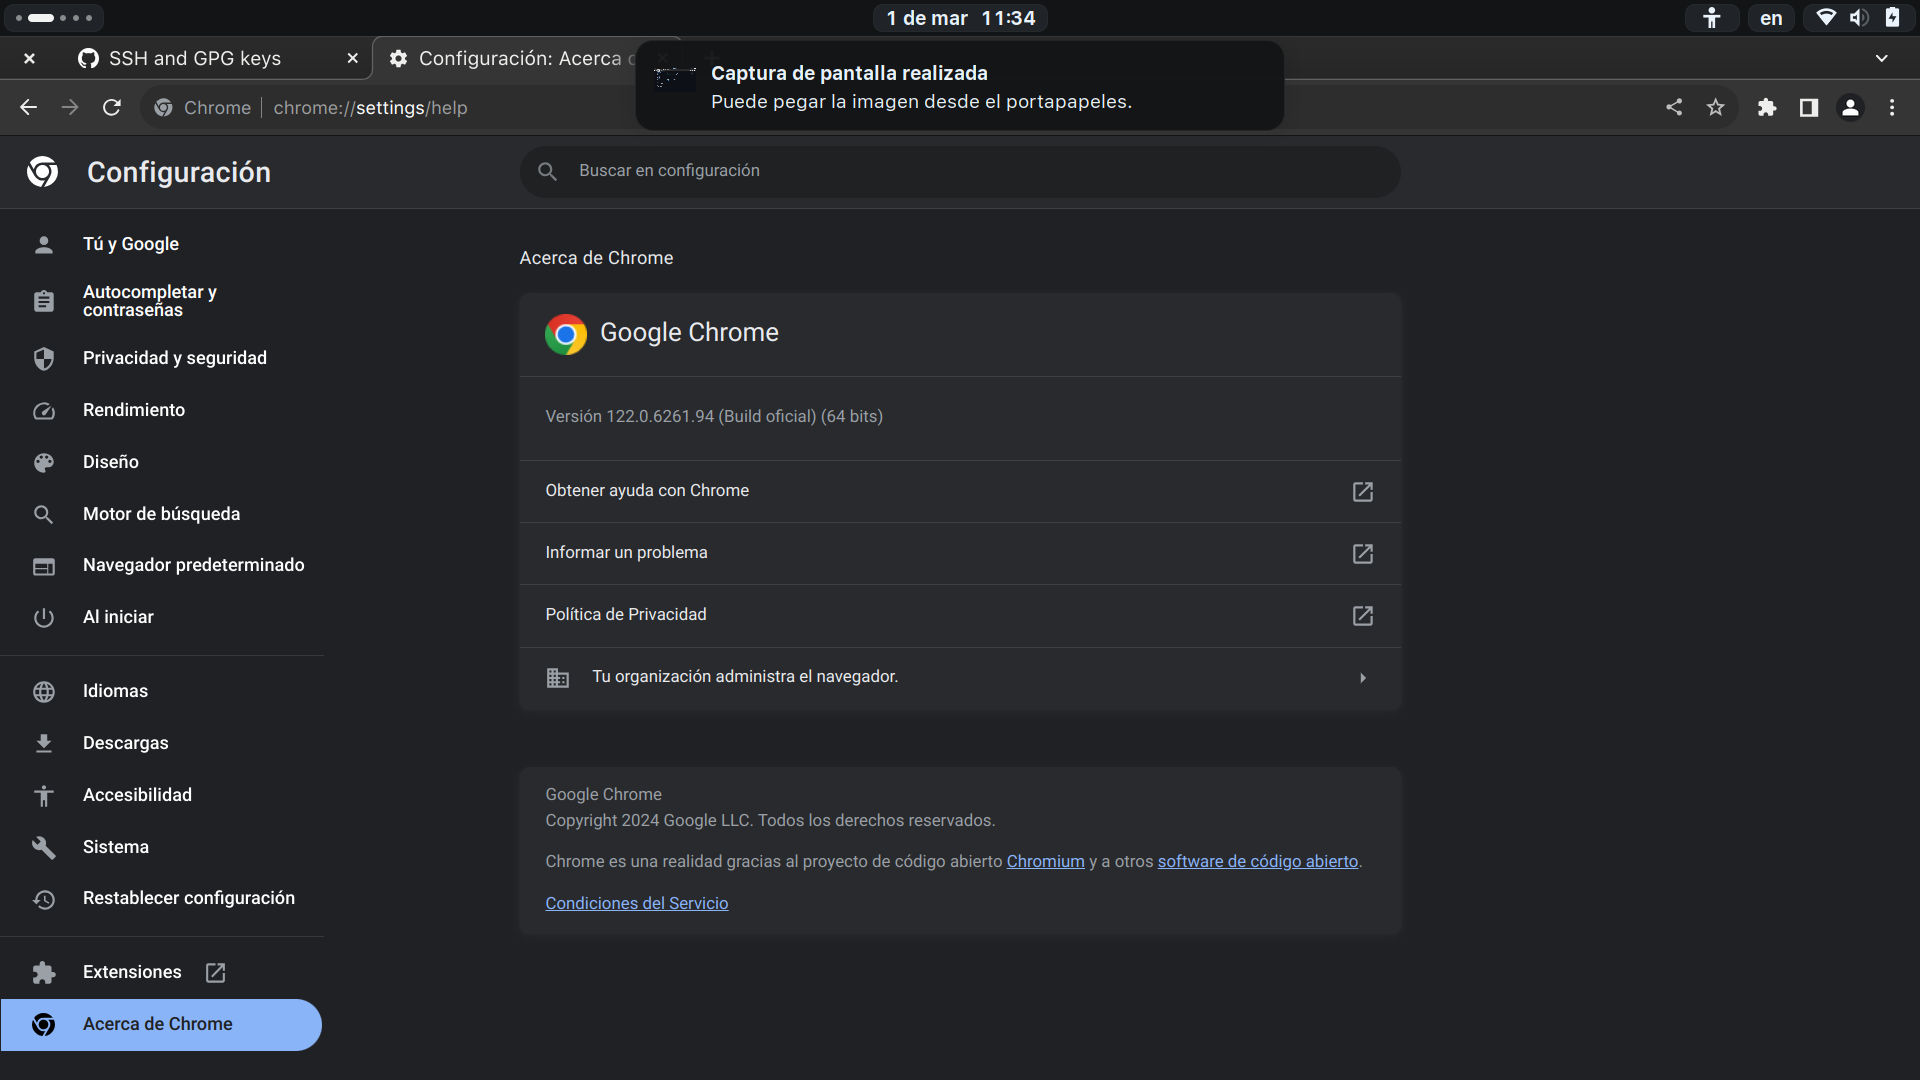 1 de mar 11:34
en
SSH and GPG keys
Configuración: Acerca
Captura de pantalla realizada
Puede pegar la imagen desde el portapapeles.
Chrome chrome://settings/help
Configuración
Buscar en configuración
Tú y Google
Autocompletar y
contraseñas
Privacidad y seguridad
Rendimiento
Diseño
Motor de búsqueda
Navegador predeterminado
Al iniciar
Idiomas
Descargas
Accesibilidad
Sistema
Restablecer configuración
Extensiones
Acerca de Chrome
Acerca de Chrome
Google Chrome
Versión 122.0.6261.94 (Build oficial) (64 bits)
Obtener ayuda con Chrome
Informar un problema
Política de Privacidad
Tu organización administra el navegador.
Google Chrome
Copyright 2024 Google LLC. Todos los derechos reservados.
Chrome es una realidad gracias al proyecto de código abierto Chromium y a otros software de código abierto.
Condiciones del Servicio